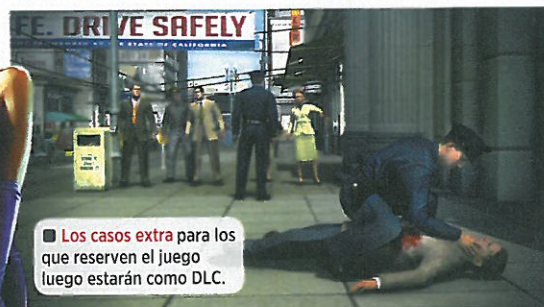 FE. DRIVE SAFELY
STATE OF CALIFORNIA
■ Los casos extra para los
que reserven el juego
luego estarán como DLC.